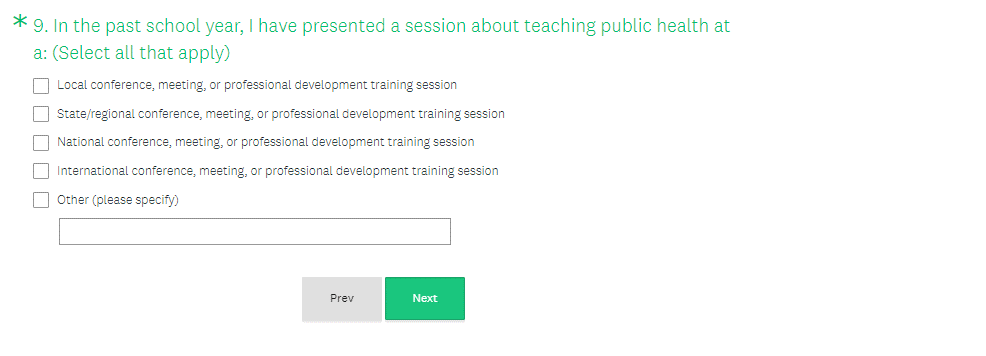 * 9. In the past school year, I have presented a session about teaching public health at
a: (Select all that apply)
Local conference, meeting, or professional development training session
State/regional conference, meeting, or professional development training session
National conference, meeting, or professional development training session
International conference, meeting, or professional development training session
Other (please specify)
Prev Next